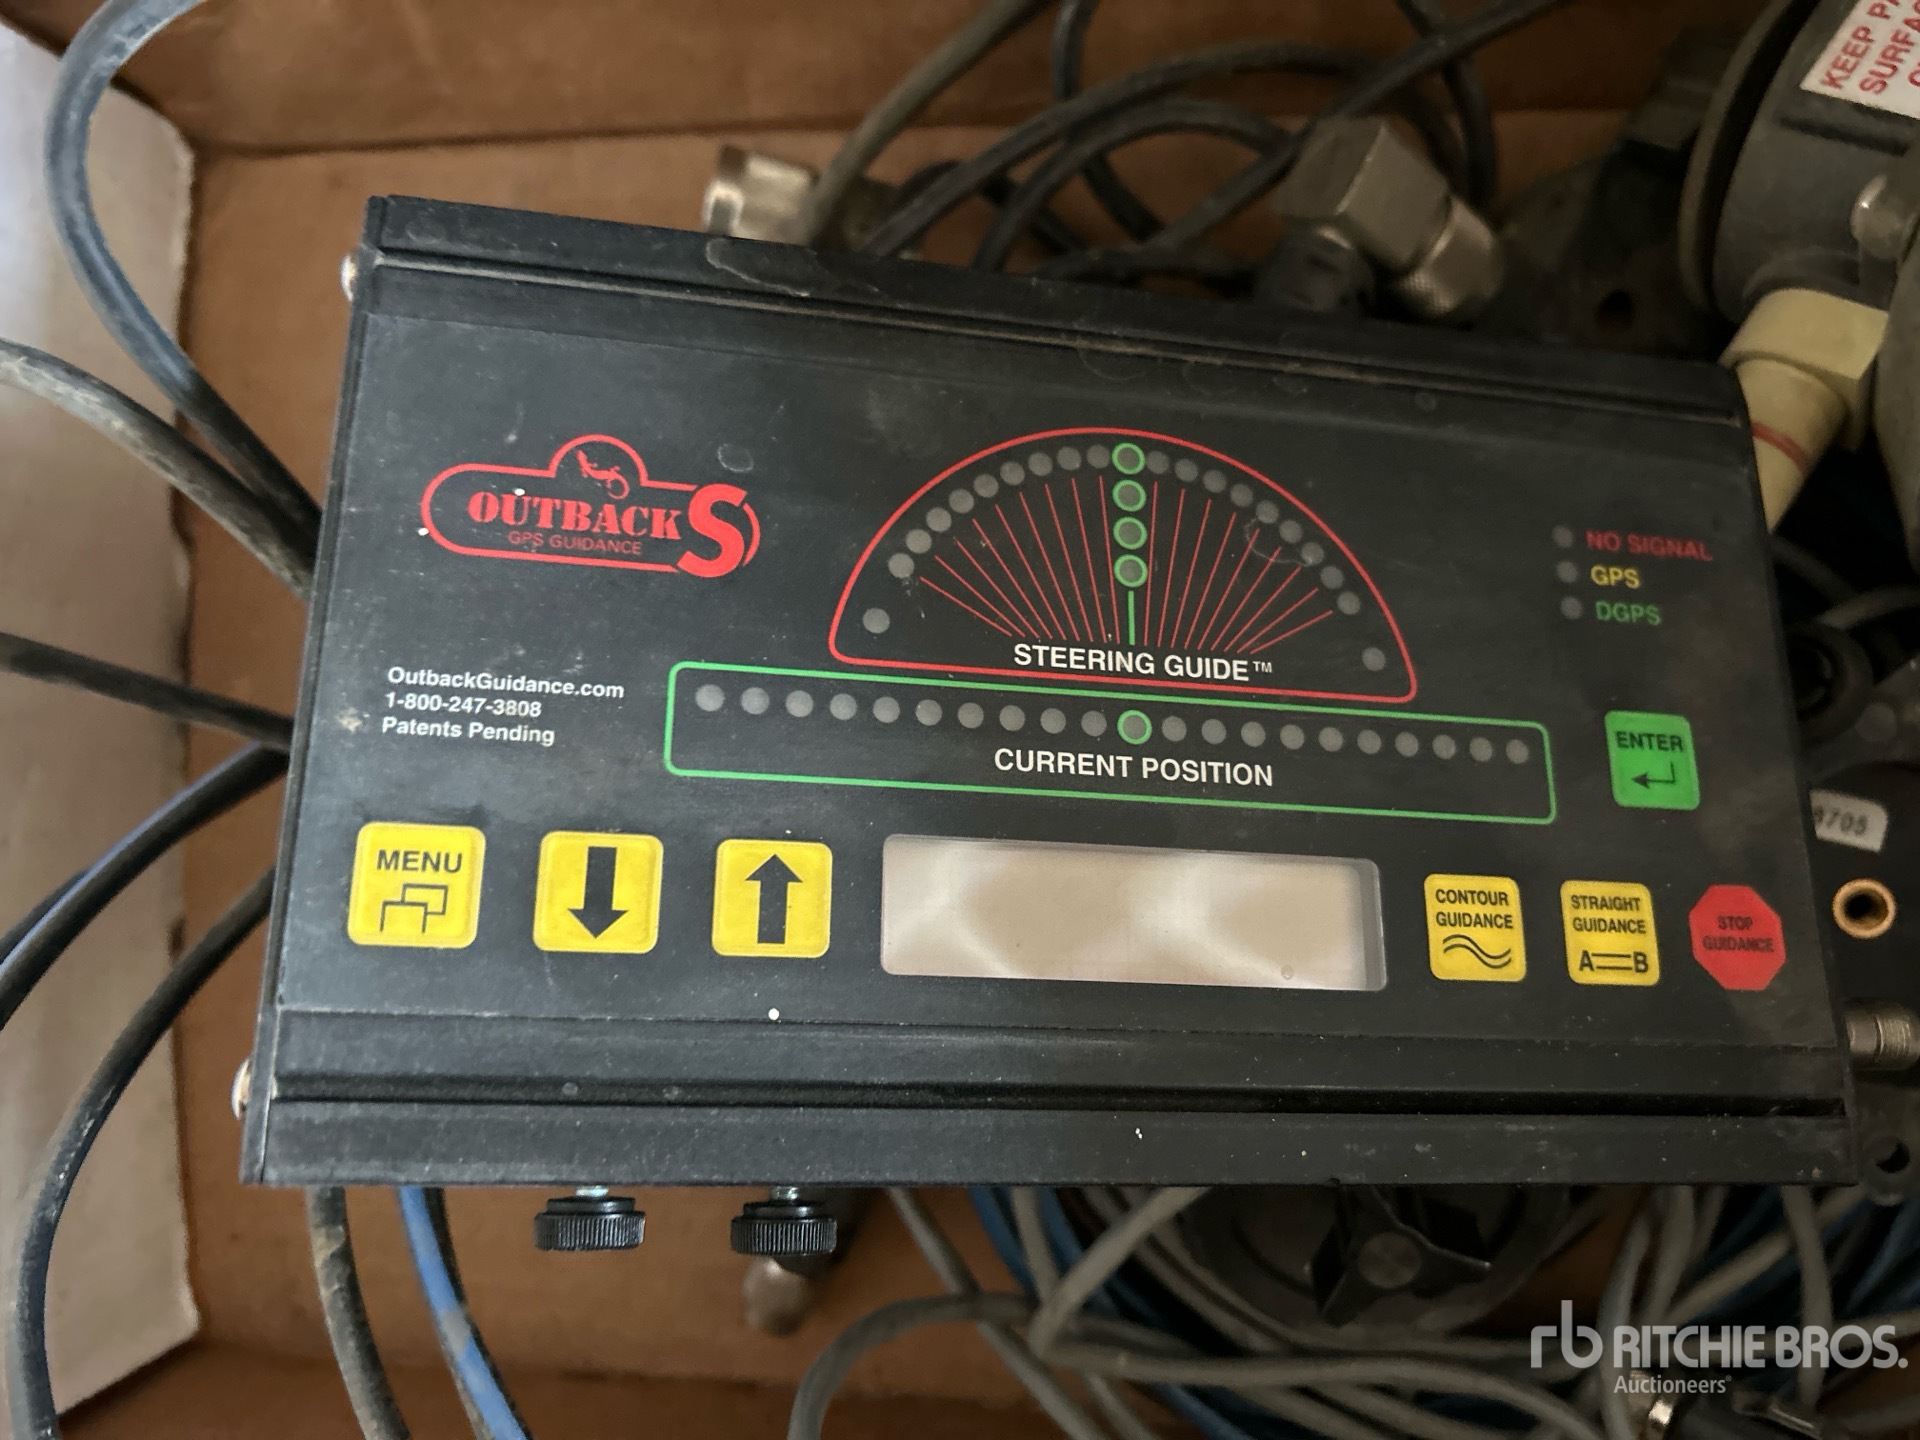 KEEP
SURFA
OUTBACK S
GPS GUIDANCE
NO SIGNAL
GPS
DGPS
STEERING GUIDE™
OutbackGuidance.com
1-800-247-3808
Patents Pending
CURRENT POSITION
ENTER
MENU
CONTOUR
GUIDANCE
STRAIGHT
GUIDANCE
A B
STOP
GUIDANCE
8705
rb RITCHIE BROS.
Auctioneers